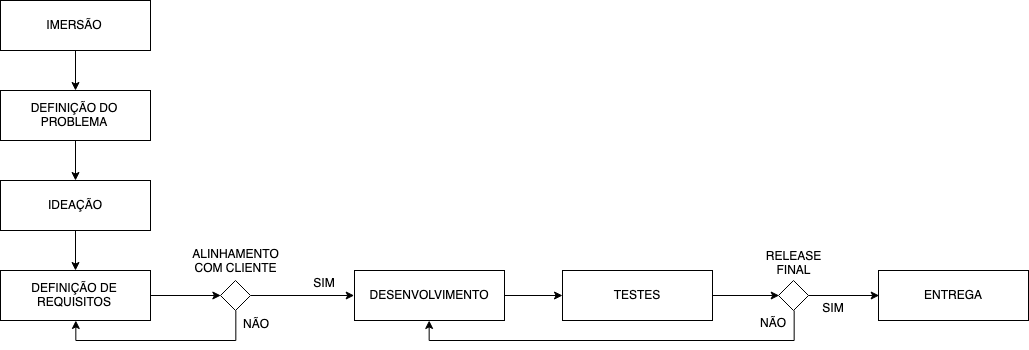 IMERSÃO
DEFINIÇÃO DO
PROBLEMA
IDEAÇÃO
DEFINIÇÃO DE
REQUISITOS
ALINHAMENTO
COM CLIENTE
SIM
NÃO
DESENVOLVIMENTO
TESTES
RELEASE
FINAL
NÃO
SIM
ENTREGA